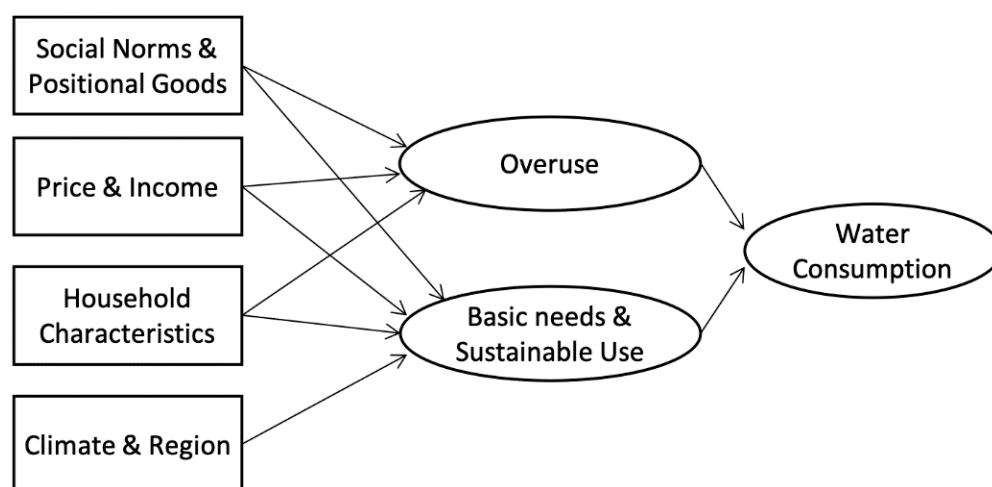 Social Norms &
Positional Goods
Price & Income
Household
Characteristics
Climate & Region
Overuse
Basic needs &
Sustainable Use
Water
Consumption